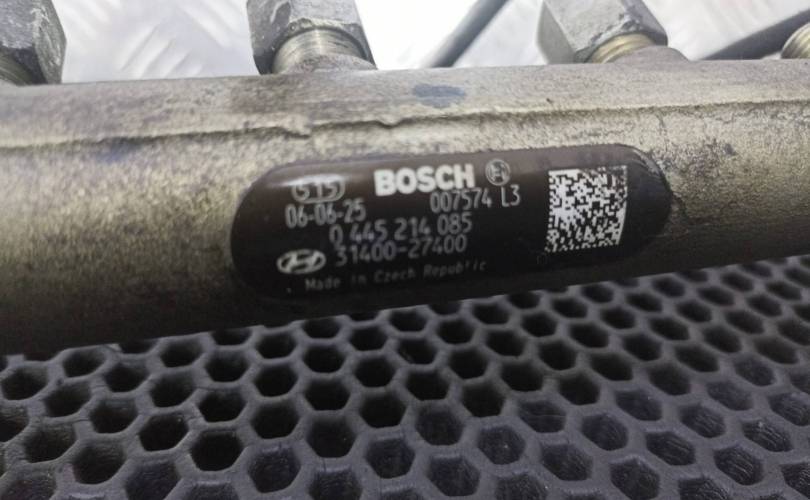 515 BOSCH
06-06-25 007574 L3
0 445 214 085
31400-27400
Made in Czech Republic